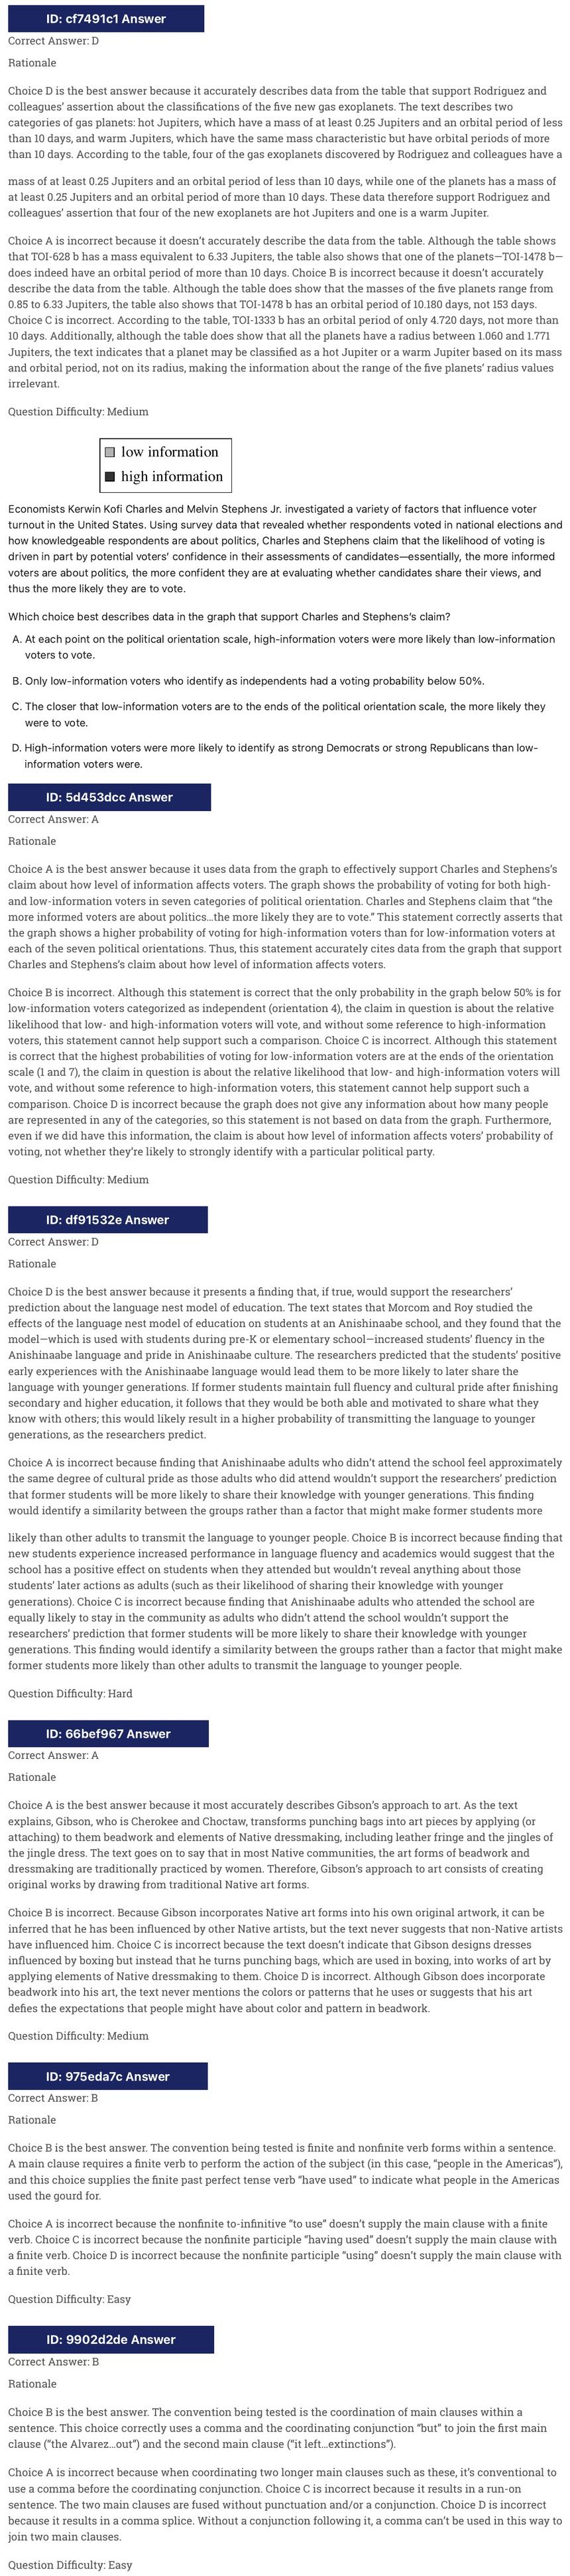 ID: cf7491c1 Answer
Correct Answer: D
Rationale
Choice D is the best answer because it accurately describes data from the table that support Rodriguez and
colleagues’ assertion about the classifications of the five new gas exoplanets. The text describes two
categories of gas planets: hot Jupiters, which have a mass of at least 0.25 Jupiters and an orbital period of less
than 10 days, and warm Jupiters, which have the same mass characteristic but have orbital periods of more
than 10 days. According to the table, four of the gas exoplanets discovered by Rodriguez and colleagues have a
mass of at least 0.25 Jupiters and an orbital period of less than 10 days, while one of the planets has a mass of
at least 0.25 Jupiters and an orbital period of more than 10 days. These data therefore support Rodriguez and
colleagues’ assertion that four of the new exoplanets are hot Jupiters and one is a warm Jupiter.
Choice A is incorrect because it doesn’t accurately describe the data from the table. Although the table shows
that TOI-628 b has a mass equivalent to 6.33 Jupiters, the table also shows that one of the planets—TOI-1478 b—
does indeed have an orbital period of more than 10 days. Choice B is incorrect because it doesn’t accurately
describe the data from the table. Although the table does show that the masses of the five planets range from
0.85 to 6.33 Jupiters, the table also shows that TOI-1478 b has an orbital period of 10.180 days, not 153 days.
Choice C is incorrect. According to the table, TOI-1333 b has an orbital period of only 4.720 days, not more than
10 days. Additionally, although the table does show that all the planets have a radius between 1.060 and 1.771
Jupiters, the text indicates that a planet may be classified as a hot Jupiter or a warm Jupiter based on its mass
and orbital period, not on its radius, making the information about the range of the five planets’ radius values
irrelevant.
Question Difficulty: Medium
low information
high information
Economists Kerwin Kofi Charles and Melvin Stephens Jr. investigated a variety of factors that influence voter
turnout in the United States. Using survey data that revealed whether respondents voted in national elections and
how knowledgeable respondents are about politics, Charles and Stephens claim that the likelihood of voting is
driven in part by potential voters’ confidence in their assessments of candidates—essentially, the more informed
voters are about politics, the more confident they are at evaluating whether candidates share their views, and
thus the more likely they are to vote.
Which choice best describes data in the graph that support Charles and Stephens’s claim?
A. At each point on the political orientation scale, high-information voters were more likely than low-information
voters to vote.
B. Only low-information voters who identify as independents had a voting probability below 50%.
C. The closer that low-information voters are to the ends of the political orientation scale, the more likely they
were to vote.
D. High-information voters were more likely to identify as strong Democrats or strong Republicans than low-
information voters were.
ID: 5d453dcc Answer
Correct Answer: A
Rationale
Choice A is the best answer because it uses data from the graph to effectively support Charles and Stephens’s
claim about how level of information affects voters. The graph shows the probability of voting for both high-
and low-information voters in seven categories of political orientation. Charles and Stephens claim that “the
more informed voters are about politics…the more likely they are to vote.” This statement correctly asserts that
the graph shows a higher probability of voting for high-information voters than for low-information voters at
each of the seven political orientations. Thus, this statement accurately cites data from the graph that support
Charles and Stephens’s claim about how level of information affects voters.
Choice B is incorrect. Although this statement is correct that the only probability in the graph below 50% is for
low-information voters categorized as independent (orientation 4), the claim in question is about the relative
likelihood that low- and high-information voters will vote, and without some reference to high-information
voters, this statement cannot help support such a comparison. Choice C is incorrect. Although this statement
is correct that the highest probabilities of voting for low-information voters are at the ends of the orientation
scale (1 and 7), the claim in question is about the relative likelihood that low- and high-information voters will
vote, and without some reference to high-information voters, this statement cannot help support such a
comparison. Choice D is incorrect because the graph does not give any information about how many people
are represented in any of the categories, so this statement is not based on data from the graph. Furthermore,
even if we did have this information, the claim is about how level of information affects voters’ probability of
voting, not whether they’re likely to strongly identify with a particular political party.
Question Difficulty: Medium
ID: df91532e Answer
Correct Answer: D
Rationale
Choice D is the best answer because it presents a finding that, if true, would support the researchers’
prediction about the language nest model of education. The text states that Morcom and Roy studied the
effects of the language nest model of education on students at an Anishinaabe school, and they found that the
model—which is used with students during pre-K or elementary school—increased students’ fluency in the
Anishinaabe language and pride in Anishinaabe culture. The researchers predicted that the students’ positive
early experiences with the Anishinaabe language would lead them to be more likely to later share the
language with younger generations. If former students maintain full fluency and cultural pride after finishing
secondary and higher education, it follows that they would be both able and motivated to share what they
know with others; this would likely result in a higher probability of transmitting the language to younger
generations, as the researchers predict.
Choice A is incorrect because finding that Anishinaabe adults who didn’t attend the school feel approximately
the same degree of cultural pride as those adults who did attend wouldn’t support the researchers’ prediction
that former students will be more likely to share their knowledge with younger generations. This finding
would identify a similarity between the groups rather than a factor that might make former students more
likely than other adults to transmit the language to younger people. Choice B is incorrect because finding that
new students experience increased performance in language fluency and academics would suggest that the
school has a positive effect on students when they attended but wouldn’t reveal anything about those
students’ later actions as adults (such as their likelihood of sharing their knowledge with younger
generations). Choice C is incorrect because finding that Anishinaabe adults who attended the school are
equally likely to stay in the community as adults who didn’t attend the school wouldn’t support the
researchers’ prediction that former students will be more likely to share their knowledge with younger
generations. This finding would identify a similarity between the groups rather than a factor that might make
former students more likely than other adults to transmit the language to younger people.
Question Difficulty: Hard
ID: 66bef967 Answer
Correct Answer: A
Rationale
Choice A is the best answer because it most accurately describes Gibson’s approach to art. As the text
explains, Gibson, who is Cherokee and Choctaw, transforms punching bags into art pieces by applying (or
attaching) to them beadwork and elements of Native dressmaking, including leather fringe and the jingles of
the jingle dress. The text goes on to say that in most Native communities, the art forms of beadwork and
dressmaking are traditionally practiced by women. Therefore, Gibson’s approach to art consists of creating
original works by drawing from traditional Native art forms.
Choice B is incorrect. Because Gibson incorporates Native art forms into his own original artwork, it can be
inferred that he has been influenced by other Native artists, but the text never suggests that non-Native artists
have influenced him. Choice C is incorrect because the text doesn’t indicate that Gibson designs dresses
influenced by boxing but instead that he turns punching bags, which are used in boxing, into works of art by
applying elements of Native dressmaking to them. Choice D is incorrect. Although Gibson does incorporate
beadwork into his art, the text never mentions the colors or patterns that he uses or suggests that his art
defies the expectations that people might have about color and pattern in beadwork.
Question Difficulty: Medium
ID: 975eda7c Answer
Correct Answer: B
Rationale
Choice B is the best answer. The convention being tested is finite and nonfinite verb forms within a sentence.
A main clause requires a finite verb to perform the action of the subject (in this case, “people in the Americas”),
and this choice supplies the finite past perfect tense verb “have used” to indicate what people in the Americas
used the gourd for.
Choice A is incorrect because the nonfinite to-infinitive “to use” doesn’t supply the main clause with a finite
verb. Choice C is incorrect because the nonfinite participle “having used” doesn’t supply the main clause with
a finite verb. Choice D is incorrect because the nonfinite participle “using” doesn’t supply the main clause with
a finite verb.
Question Difficulty: Easy
ID: 9902d2de Answer
Correct Answer: B
Rationale
Choice B is the best answer. The convention being tested is the coordination of main clauses within a
sentence. This choice correctly uses a comma and the coordinating conjunction “but” to join the first main
clause (“the Alvarez…out”) and the second main clause (“it left…extinctions”).
Choice A is incorrect because when coordinating two longer main clauses such as these, it’s conventional to
use a comma before the coordinating conjunction. Choice C is incorrect because it results in a run-on
sentence. The two main clauses are fused without punctuation and/or a conjunction. Choice D is incorrect
because it results in a comma splice. Without a conjunction following it, a comma can’t be used in this way to
join two main clauses.
Question Difficulty: Easy